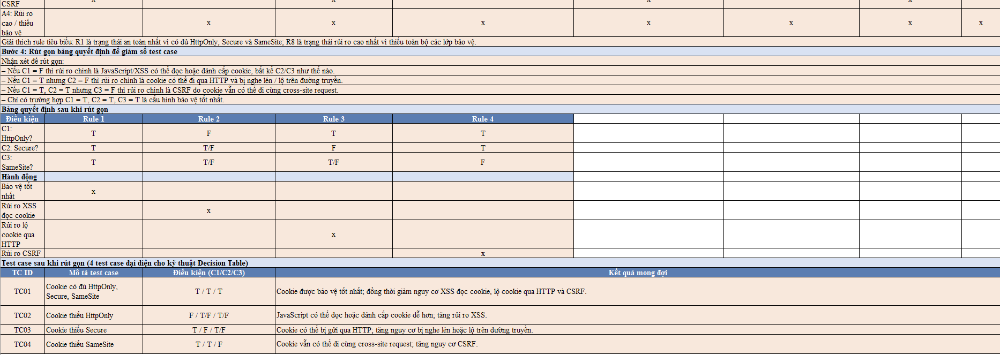 CSRF x x x x
A4: Rủi ro
cao / thiếu
bảo vệ
x x x x x x x
Giải thích rule tiêu biểu: R1 là trạng thái an toàn nhất vì có đủ HttpOnly, Secure và SameSite; R8 là trạng thái rủi ro cao nhất vì thiếu toàn bộ các lớp bảo vệ.
Bước 4: Rút gọn bảng quyết định để giảm số test case
Nhận xét để rút gọn:
– Nếu C1 = F thì rủi ro chính là JavaScript/XSS có thể đọc hoặc đánh cắp cookie, bất kể C2/C3 như thế nào.
– Nếu C1 = T nhưng C2 = F thì rủi ro chính là cookie có thể đi qua HTTP và bị nghe lén / lộ trên đường truyền.
– Nếu C1 = T, C2 = T nhưng C3 = F thì rủi ro chính là CSRF do cookie vẫn có thể đi cùng cross-site request.
– Chỉ có trường hợp C1 = T, C2 = T, C3 = T là cấu hình bảo vệ tốt nhất.
Bảng quyết định sau khi rút gọn
Điều kiện Rule 1 Rule 2 Rule 3 Rule 4
C1:
HttpOnly?
T F T T
C2: Secure? T T/F F T
C3:
SameSite?
T T/F T/F F
Hành động
Bảo vệ tốt
nhất
x
Rủi ro XSS
đọc cookie
x
Rủi ro lộ
cookie qua
HTTP
x
Rủi ro CSRF x
Test case sau khi rút gọn (4 test case đại diện cho kỹ thuật Decision Table)
TC ID Mô tả test case Điều kiện (C1/C2/C3) Kết quả mong đợi
TC01
Cookie có đủ HttpOnly,
Secure, SameSite
T / T / T
Cookie được bảo vệ tốt nhất; đồng thời giảm nguy cơ XSS đọc cookie, lộ cookie qua HTTP và CSRF.
TC02 Cookie thiếu HttpOnly F / T/F / T/F JavaScript có thể đọc hoặc đánh cắp cookie dễ hơn; tăng rủi ro XSS.
TC03 Cookie thiếu Secure T / F / T/F Cookie có thể bị gửi qua HTTP; tăng nguy cơ bị nghe lén hoặc lộ trên đường truyền.
TC04 Cookie thiếu SameSite T / T / F Cookie vẫn có thể đi cùng cross-site request; tăng nguy cơ CSRF.